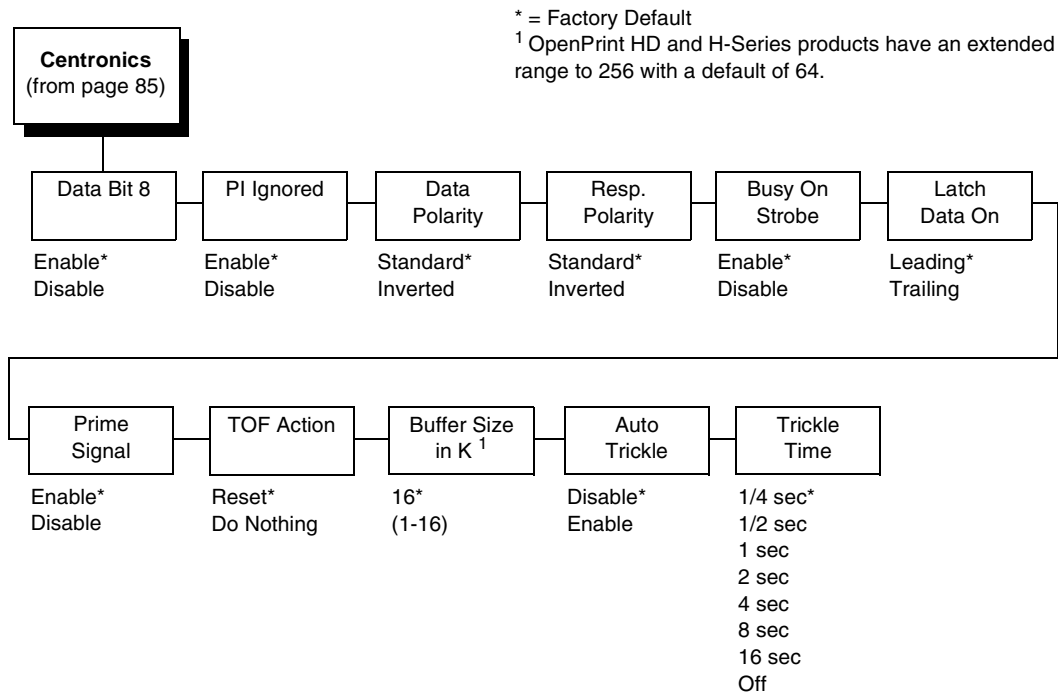 * = Factory Default
1 OpenPrint HD and H-Series products have an extended
range to 256 with a default of 64.
Centronics
(from page 85)
Data Bit 8
Enable*
Disable
PI Ignored
Enable*
Disable
Data
Polarity
Standard*
Inverted
Resp.
Polarity
Standard*
Inverted
Busy On
Strobe
Enable*
Disable
Latch
Data On
Leading*
Trailing
Prime
Signal
Enable*
Disable
TOF Action
Reset*
Do Nothing
Buffer Size
in K 1
16*
(1-16)
Auto
Trickle
Disable*
Enable
Trickle
Time
1/4 sec*
1/2 sec
1 sec
2 sec
4 sec
8 sec
16 sec
Off